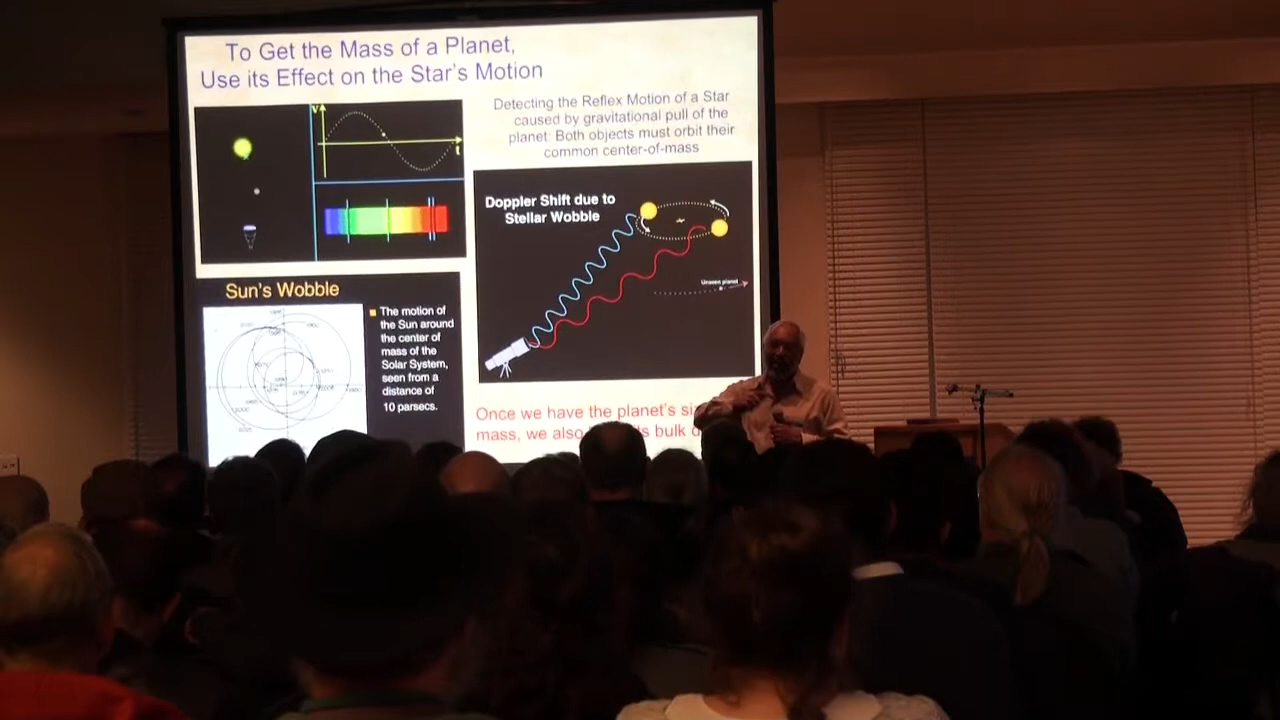 To Get the Mass of a Planet,
Use its Effect on the Star's Motion
V
t
Detecting the Reflex Motion of a Star
caused by gravitational pull of the
planet: Both objects must orbit their
common center-of-mass
Doppler Shift due to
Stellar Wobble
Unseen planet
Sun's Wobble
The motion of
the Sun around
the center of
mass of the
Solar System,
seen from a
distance of
10 parsecs.
Once we have the planet's
mass, we also bulk